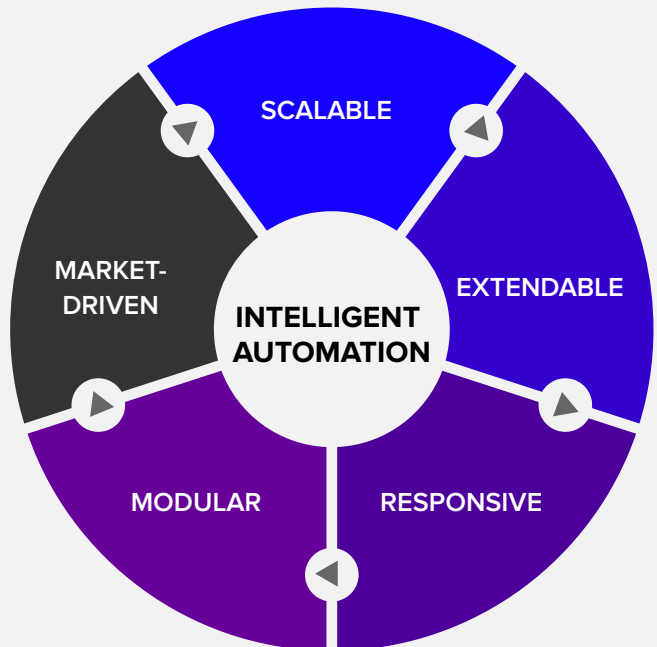 SCALABLE
EXTENDABLE
RESPONSIVE
MODULAR
MARKET-
DRIVEN
INTELLIGENT
AUTOMATION